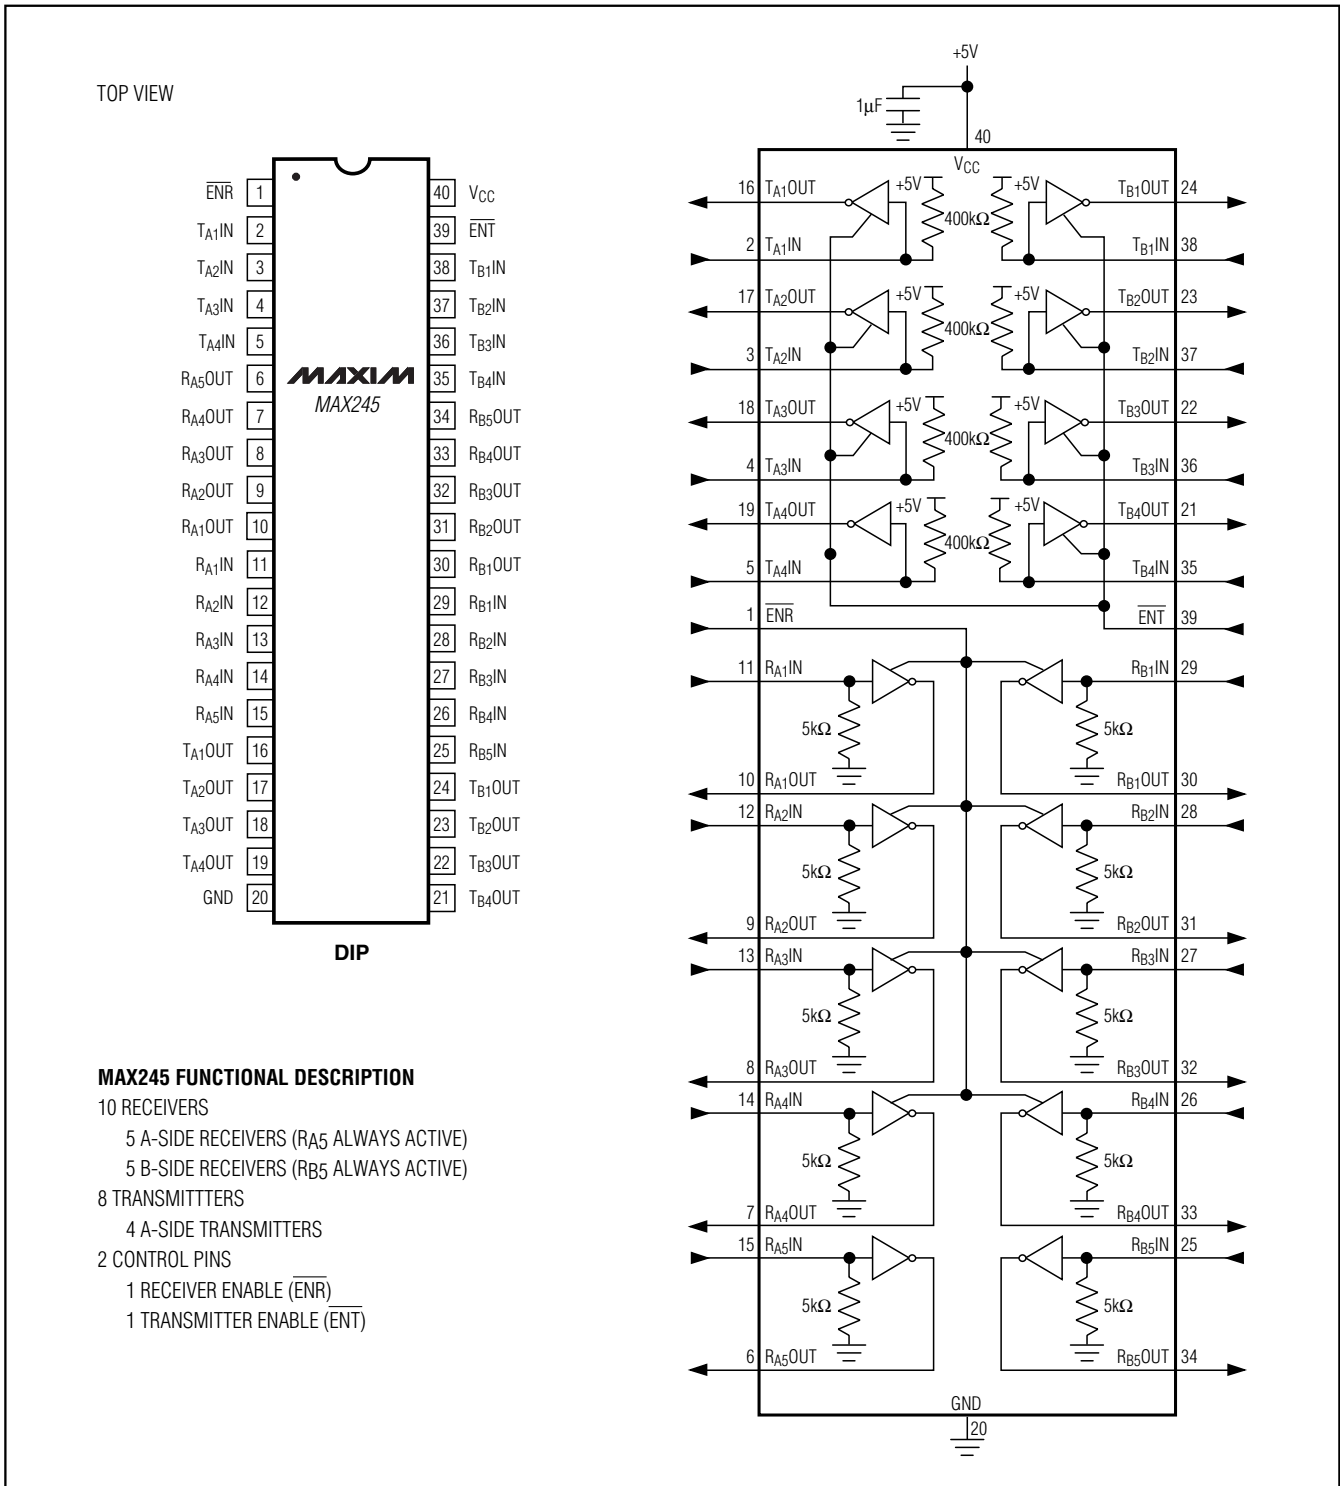 TOP VIEW
ENR 1
TA1IN 2
TA2IN 3
TA3IN 4
TA4IN 5
RA5OUT 6
RA4OUT 7
RA3OUT 8
RA2OUT 9
RA1OUT 10
RA1IN 11
RA2IN 12
RA3IN 13
RA4IN 14
RA5IN 15
TA1OUT 16
TA2OUT 17
TA3OUT 18
TA4OUT 19
GND 20
MAXIM
MAX245
40 VCC
39 ENT
38 TB1IN
37 TB2IN
36 TB3IN
35 TB4IN
34 RB5OUT
33 RB4OUT
32 RB3OUT
31 RB2OUT
30 RB1OUT
29 RB1IN
28 RB2IN
27 RB3IN
26 RB4IN
25 RB5IN
24 TB1OUT
23 TB2OUT
22 TB3OUT
21 TB4OUT
DIP
MAX245 FUNCTIONAL DESCRIPTION
10 RECEIVERS
5 A-SIDE RECEIVERS (RA5 ALWAYS ACTIVE)
5 B-SIDE RECEIVERS (RB5 ALWAYS ACTIVE)
8 TRANSMITTTERS
4 A-SIDE TRANSMITTERS
2 CONTROL PINS
1 RECEIVER ENABLE (ENR)
1 TRANSMITTER ENABLE (ENT)
+5V
1µF
40
VCC
16 TA1OUT +5V +5V TB1OUT 24
400kΩ
2 TA1IN TB1IN 38
17 TA2OUT +5V +5V TB2OUT 23
400kΩ
3 TA2IN TB2IN 37
18 TA3OUT +5V +5V TB3OUT 22
400kΩ
4 TA3IN TB3IN 36
19 TA4OUT +5V +5V TB4OUT 21
400kΩ
5 TA4IN TB4IN 35
1 ENR ENT 39
11 RA1IN RB1IN 29
5kΩ 5kΩ
10 RA1OUT RB1OUT 30
12 RA2IN RB2IN 28
5kΩ 5kΩ
9 RA2OUT RB2OUT 31
13 RA3IN RB3IN 27
5kΩ 5kΩ
8 RA3OUT RB3OUT 32
14 RA4IN RB4IN 26
5kΩ 5kΩ
7 RA4OUT RB4OUT 33
15 RA5IN RB5IN 25
5kΩ 5kΩ
6 RA5OUT RB5OUT 34
GND
20